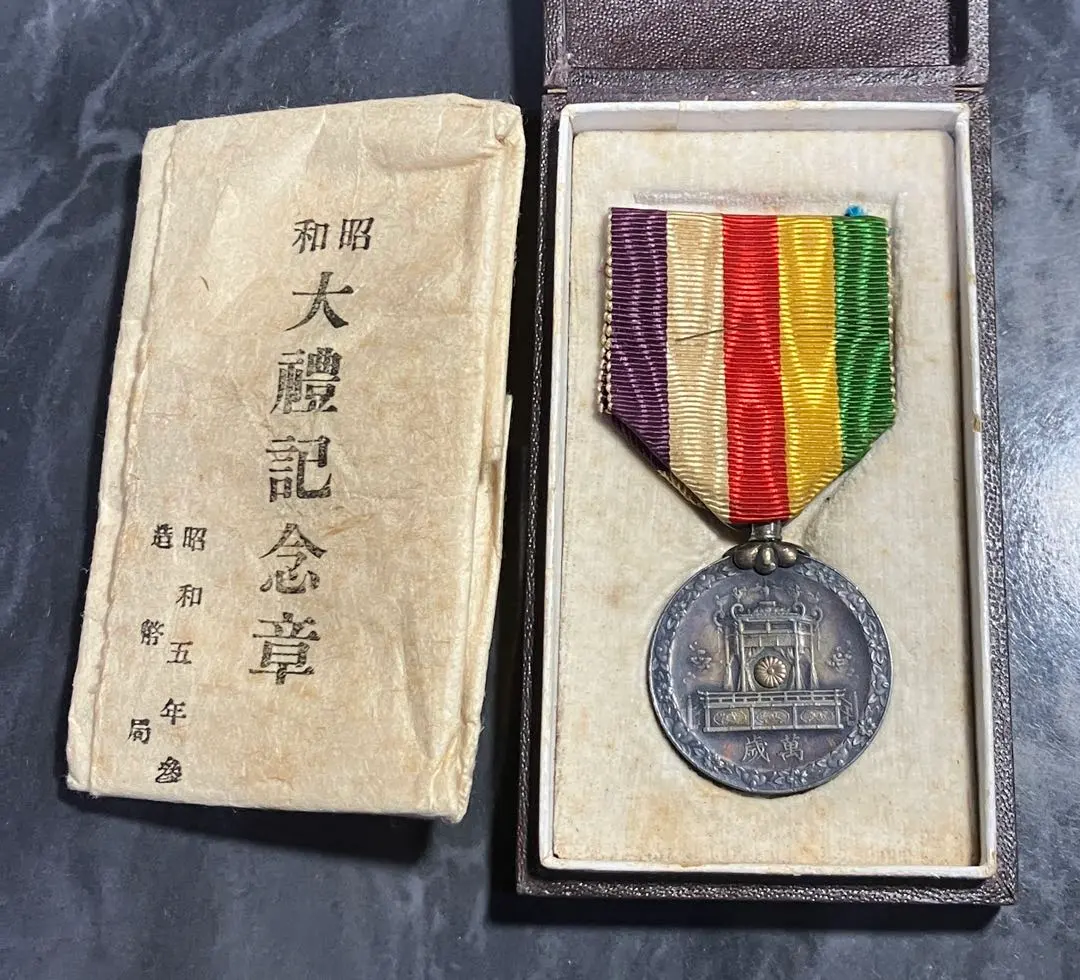 昭和
大禮記念章
昭和五年
造幣局
萬歳